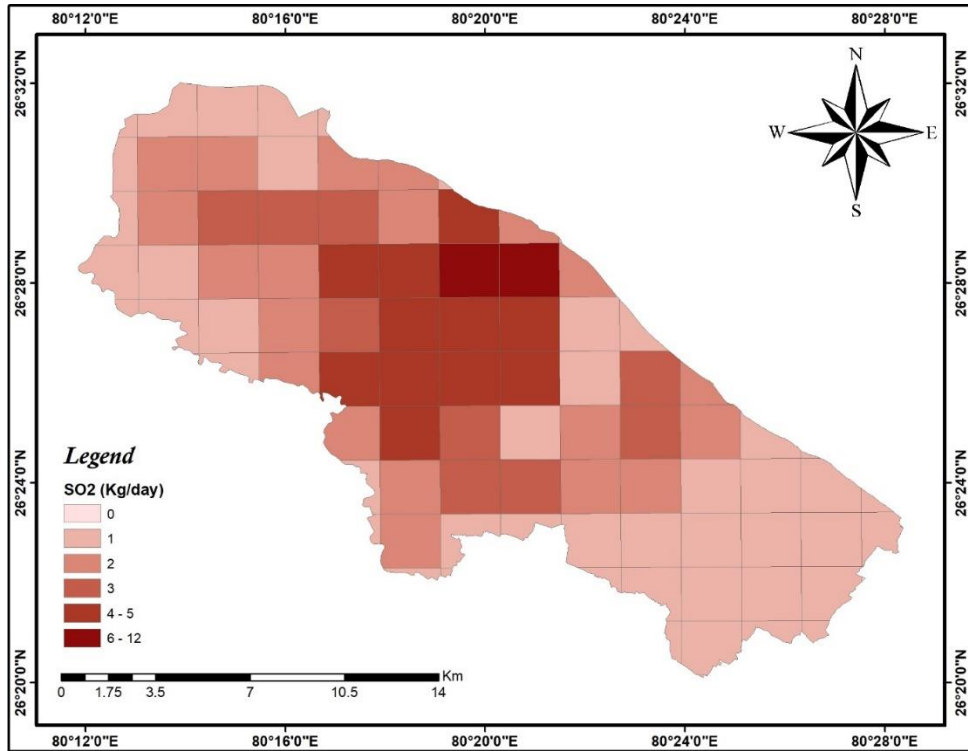 80°12'0"E 80°16'0"E 80°20'0"E 80°24'0"E 80°28'0"E
26°32'0"N 26°32'0"N
N
W E
S
26°28'0"N 26°28'0"N
26°24'0"N 26°24'0"N
Legend
SO2 (Kg/day)
0
1
2
3
4 - 5
6 - 12
Km
0 1.75 3.5 7 10.5 14
26°20'0"N 26°20'0"N
80°12'0"E 80°16'0"E 80°20'0"E 80°24'0"E 80°28'0"E